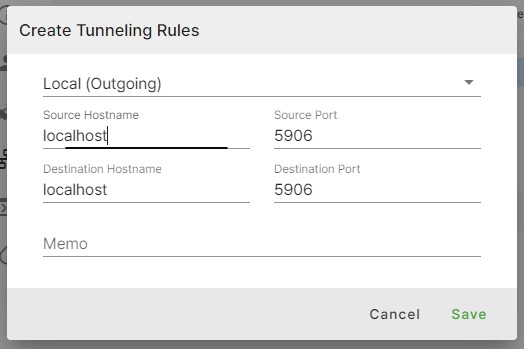 Create Tunneling Rules
Local (Outgoing)
Source Hostname
Source Port
localhost
5906
Destination Hostname
Destination Port
localhost
5906
Memo
Cancel
Save